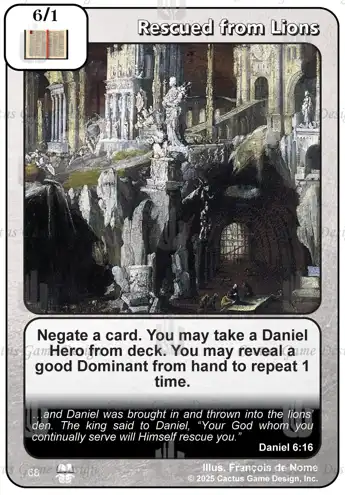 6/1
Rescued from Lions
Negate a card. You may take a Daniel
Hero from deck. You may reveal a
good Dominant from hand to repeat 1
time.
...and Daniel was brought in and thrown into the lions'
den. The king said to Daniel, “Your God whom you
continually serve will Himself rescue you.”
Daniel 6:16
68
Illus. François de Nome
© 2025 Cactus Game Design, Inc.